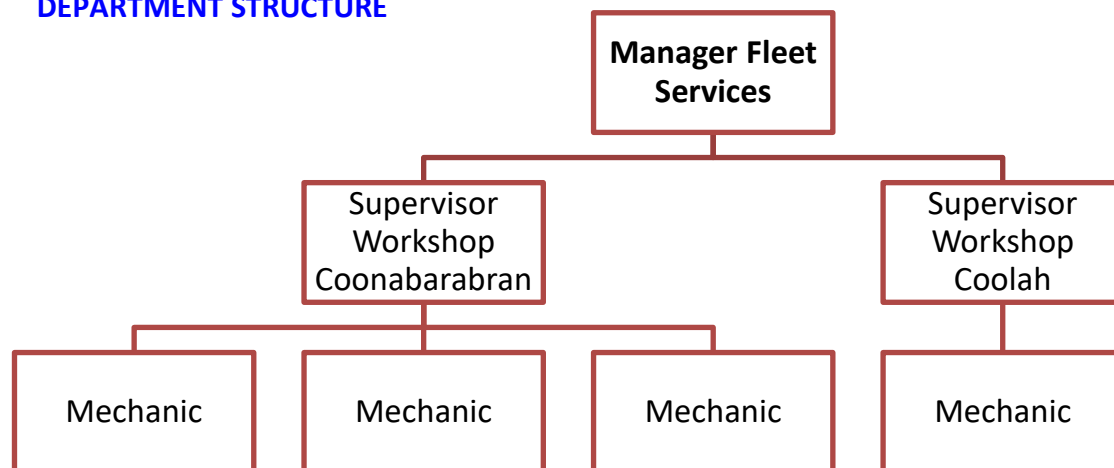 DEPARTMENT STRUCTURE
Manager Fleet
Services
Supervisor
Workshop
Coonabarabran
Supervisor
Workshop
Coolah
Mechanic
Mechanic
Mechanic
Mechanic